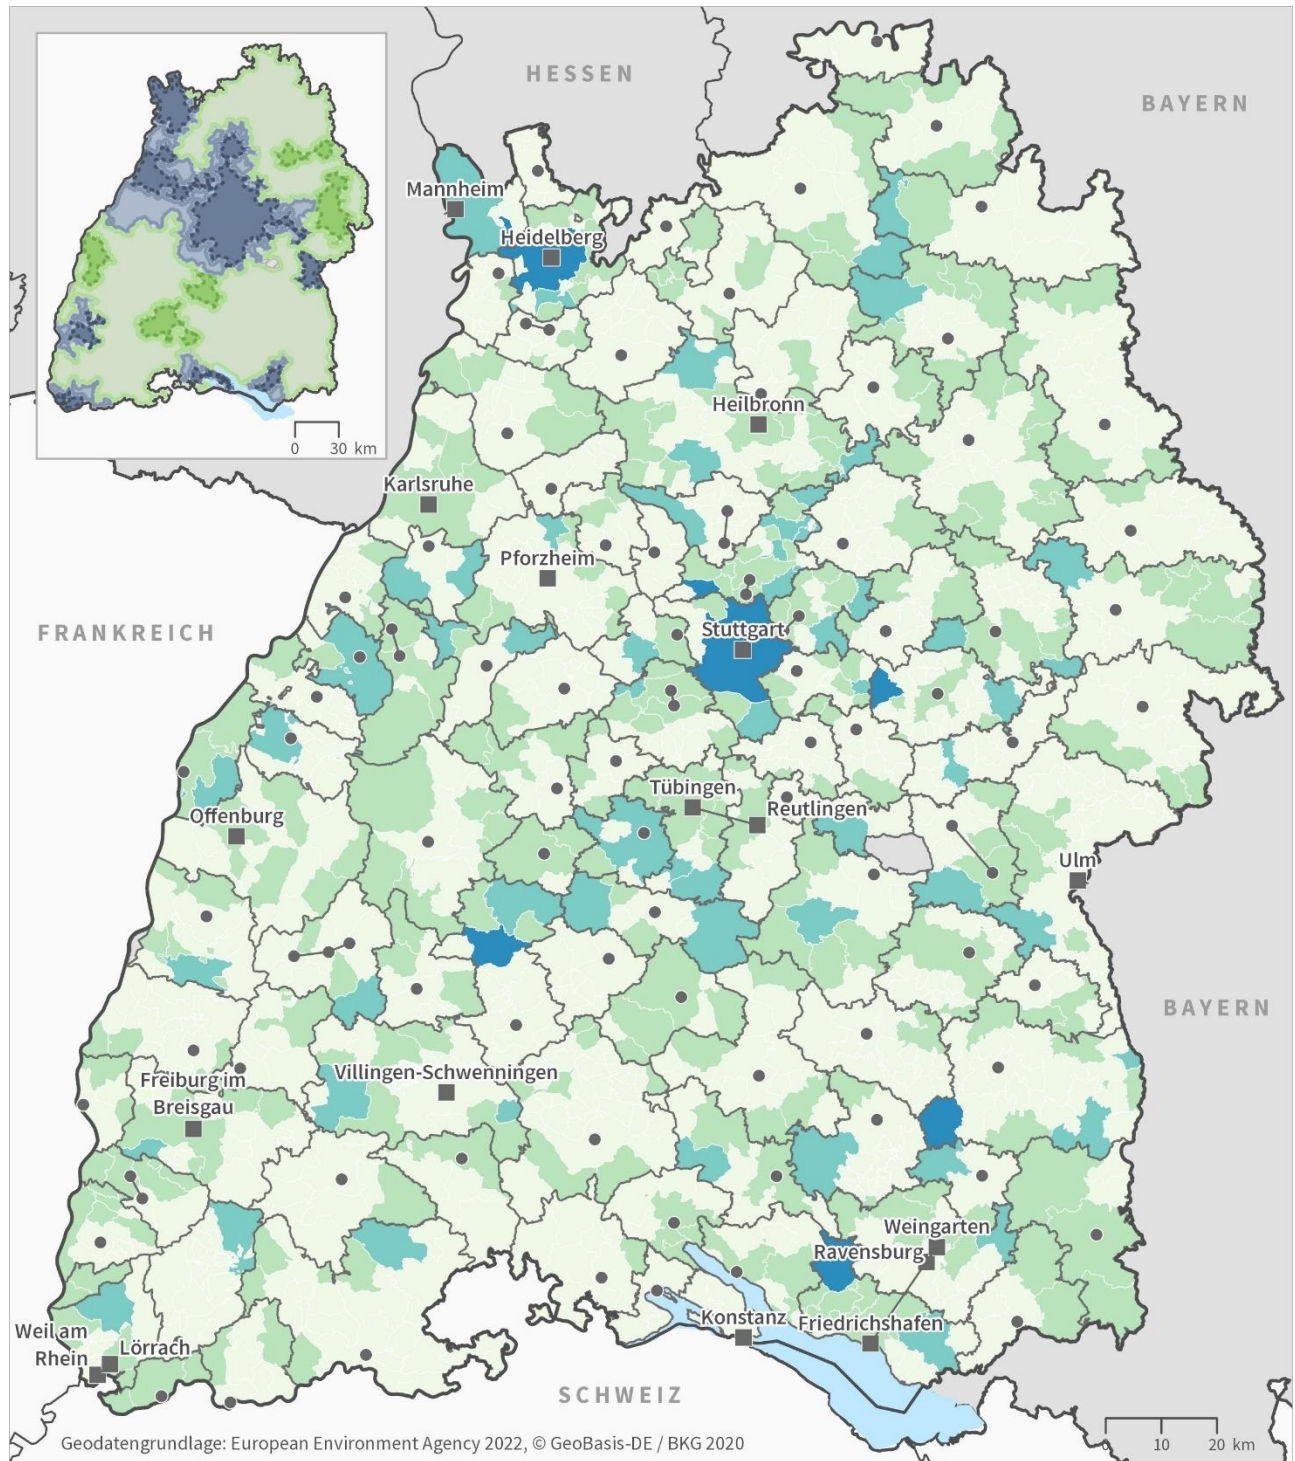 HESSEN
BAYERN
0 30 km
Mannheim
Heidelberg
Heilbronn
Karlsruhe
Pforzheim
FRANKREICH
Stuttgart
Tübingen
Reutlingen
Offenburg
Ulm
BAYERN
Villingen-Schwenningen
Freiburg im
Breisgau
Weingarten
Ravensburg
Konstanz
Friedrichshafen
Weil am
Rhein
Lörrach
SCHWEIZ
Geodatengrundlage: European Environment Agency 2022, © GeoBasis-DE / BKG 2020
0 10 20 km